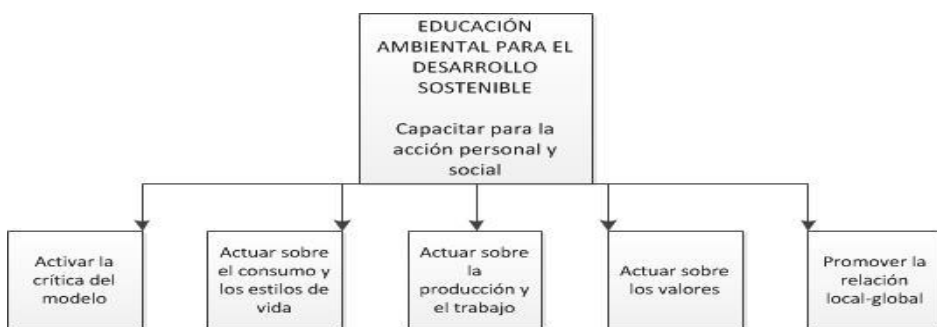 EDUCACIÓN
AMBIENTAL PARA EL
DESARROLLO
SOSTENIBLE
Capacitar para la
acción personal y
social
Activar la
crítica del
modelo
Actuar sobre
el consumo y
los estilos de
vida
Actuar sobre
la
producción y
el trabajo
Actuar sobre
los valores
Promover la
relación
local-global